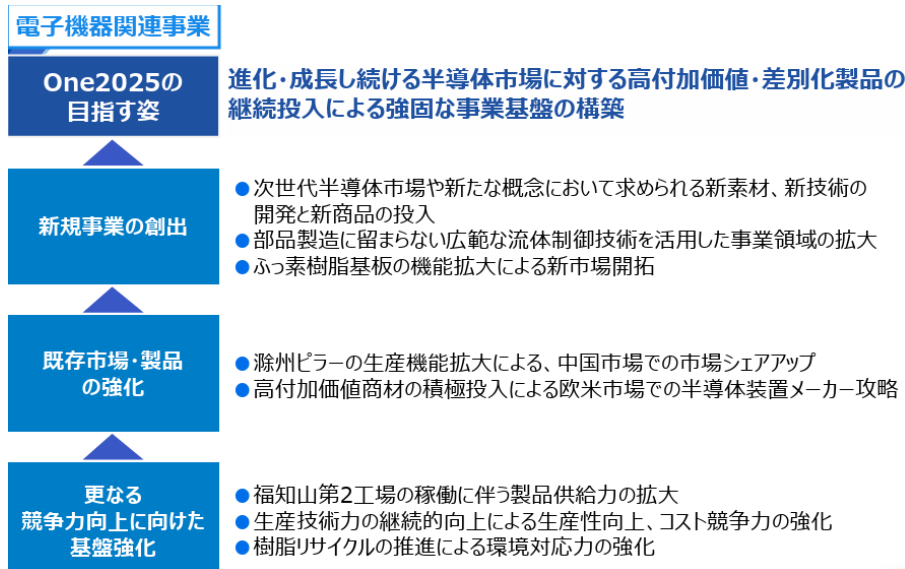 電子機器関連事業
One2025の
目指す姿
進化・成長し続ける半導体市場に対する高付加価値・差別化製品の
継続投入による強固な事業基盤の構築
新規事業の創出
●次世代半導体市場や新たな概念において求められる新素材、新技術の
開発と新商品の投入
●部品製造に留まらない広範な流体制御技術を活用した事業領域の拡大
●ふっ素樹脂基板の機能拡大による新市場開拓
既存市場・製品
の強化
●滁州ピラーの生産機能拡大による、中国市場での市場シェアアップ
●高付加価値商材の積極投入による欧米市場での半導体装置メーカー攻略
更なる
競争力向上に向けた
基盤強化
●福知山第2工場の稼働に伴う製品供給力の拡大
●生産技術力の継続的向上による生産性向上、コスト競争力の強化
●樹脂リサイクルの推進による環境対応力の強化